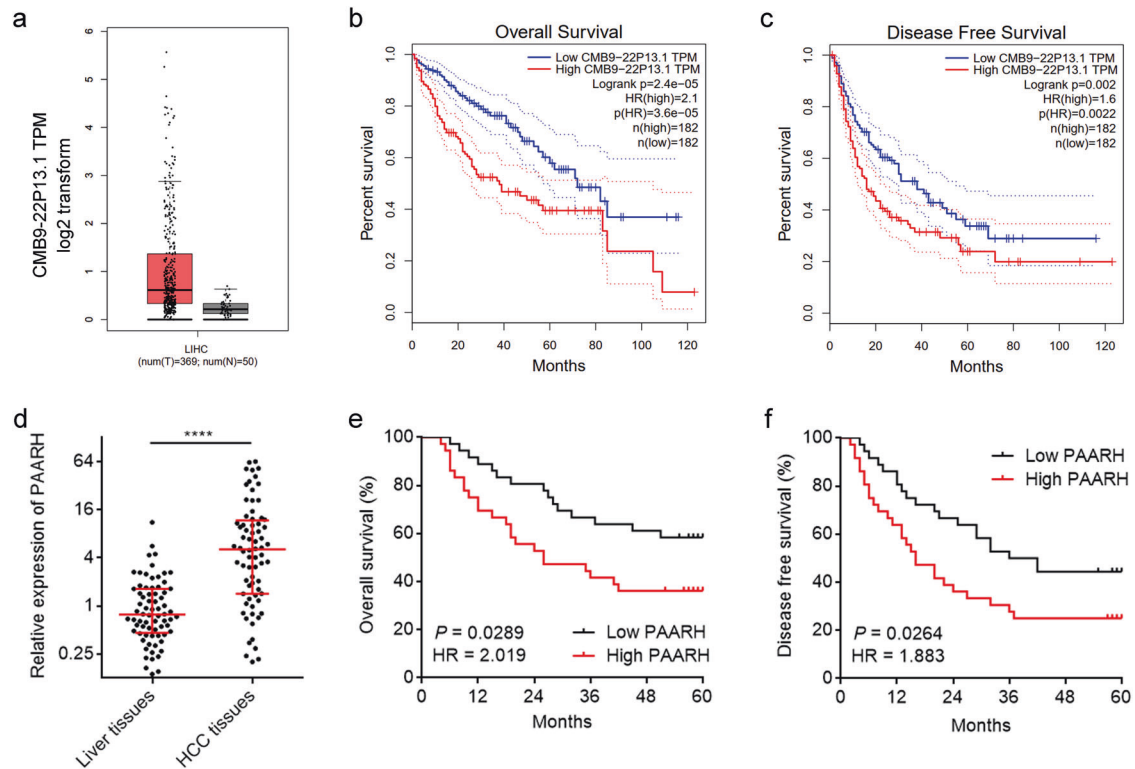 a
CMB9-22P13.1 TPM
log2 transform
6
5
4
3
2
1
0
LIHC
(num(T)=369; num(N)=50)
b
Overall Survival
Low CMB9-22P13.1 TPM
High CMB9-22P13.1 TPM
Logrank p=2.4e-05
HR(high)=2.1
p(HR)=3.6e-05
n(high)=182
n(low)=182
Percent survival
1.0
0.8
0.6
0.4
0.2
0.0
0 20 40 60 80 100 120
Months
c
Disease Free Survival
Low CMB9-22P13.1 TPM
High CMB9-22P13.1 TPM
Logrank p=0.002
HR(high)=1.6
p(HR)=0.0022
n(high)=182
n(low)=182
Percent survival
1.0
0.8
0.6
0.4
0.2
0.0
0 20 40 60 80 100 120
Months
d
****
Relative expression of PAARH
64
16
4
1
0.25
Liver tissues
HCC tissues
e
Overall survival (%)
100
80
60
40
20
0
P = 0.0289
HR = 2.019
Low PAARH
High PAARH
0 12 24 36 48 60
Months
f
Disease free survival (%)
100
80
60
40
20
0
Low PAARH
High PAARH
P = 0.0264
HR = 1.883
0 12 24 36 48 60
Months